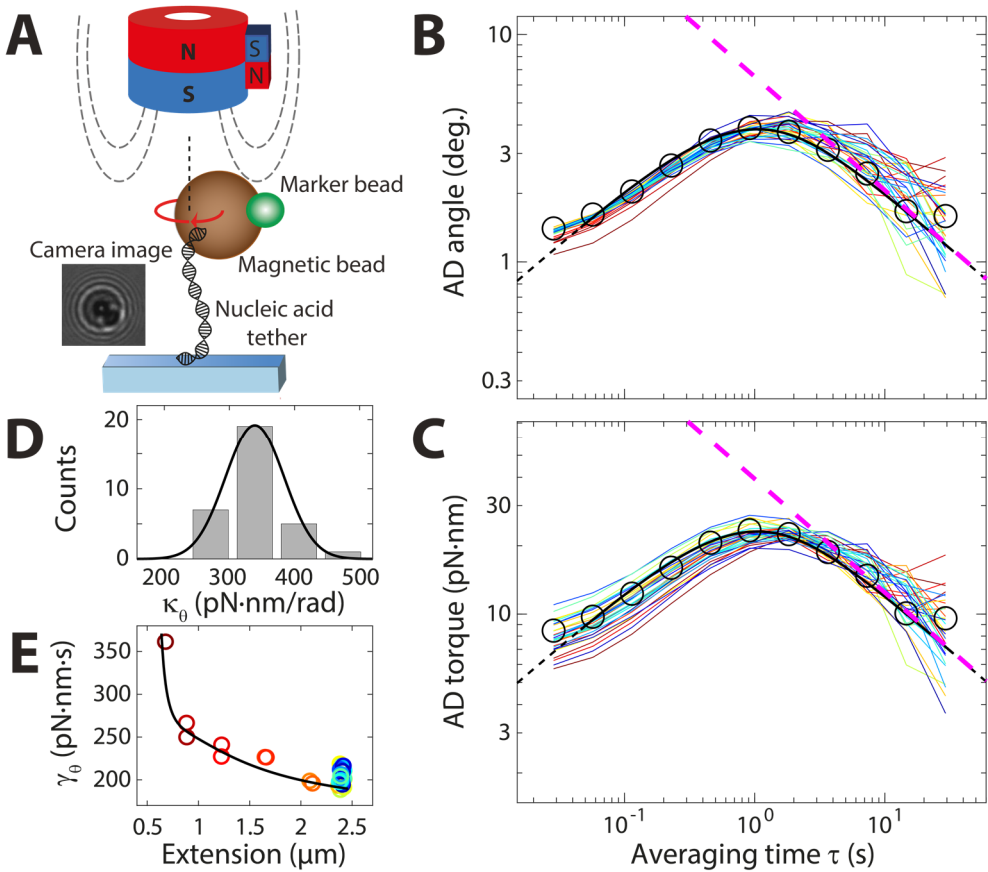 A
N
S
S
N
Marker bead
Camera image
Magnetic bead
Nucleic acid
tether
B
10
3
1
0.3
AD angle (deg.)
C
30
10
3
AD torque (pN·nm)
10⁻¹
10⁰
10¹
Averaging time τ (s)
D
20
10
0
Counts
200
300
400
500
κθ (pN·nm/rad)
E
350
300
250
200
γθ (pN·nm·s)
0.5
1
1.5
2
2.5
Extension (μm)